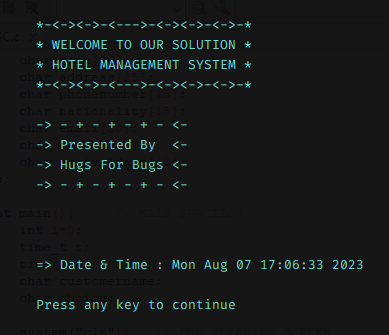 *-<->-<-><--->-<-><->-<->-*
* WELCOME TO OUR SOLUTION *
* HOTEL MANAGEMENT SYSTEM *
*-<->-<-><--->-<-><->-<->-*
-> - + - + - + - <-
-> Presented By  <-
-> Hugs For Bugs <-
-> - + - + - + - <-
=> Date & Time : Mon Aug 07 17:06:33 2023
Press any key to continue